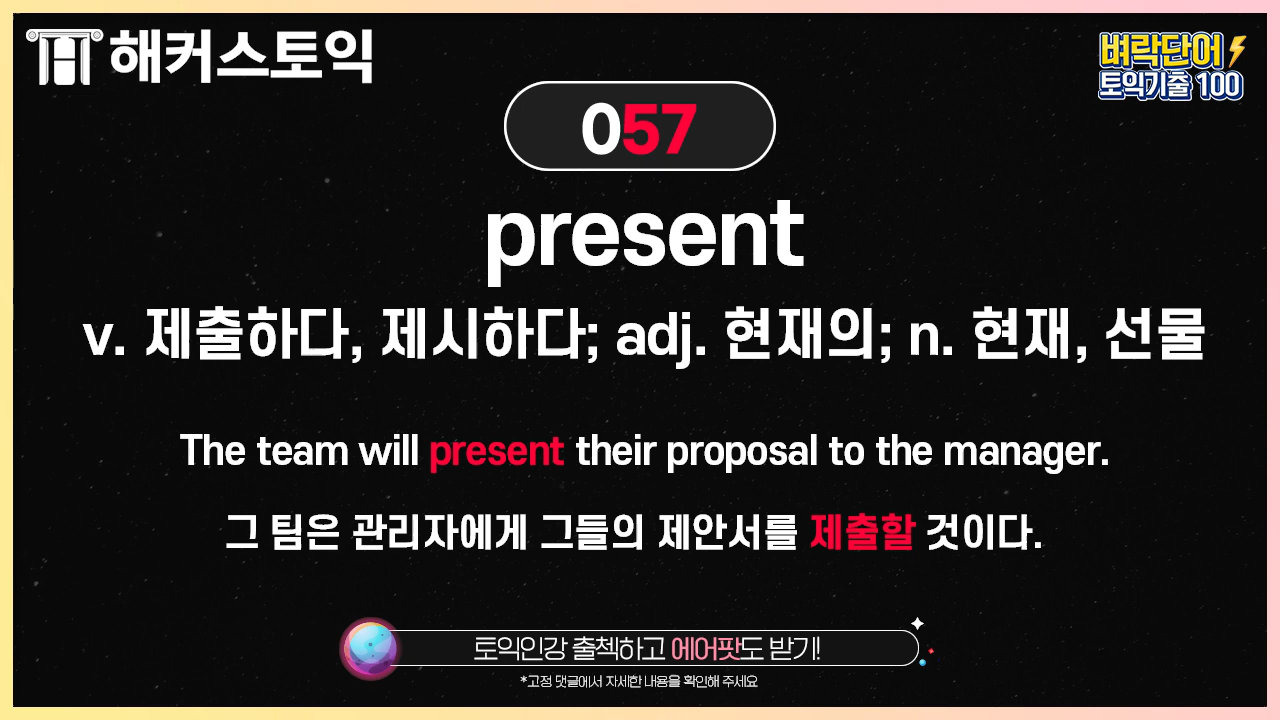 해커스토익
벼락단어
토익기출 100
057
present
v. 제출하다, 제시하다; adj. 현재의; n. 현재, 선물
The team will present their proposal to the manager.
그 팀은 관리자에게 그들의 제안서를 제출할 것이다.
토익인강 출첵하고 에어팟도 받기!
*고정 댓글에서 자세한 내용을 확인해 주세요